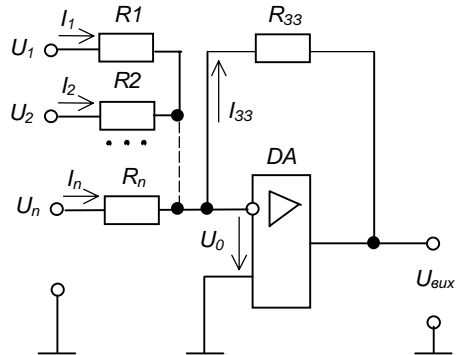 I1 R1 R33
U1
I2 R2
U2 I33
• • •
In Rn DA
Un
U0
Uвих